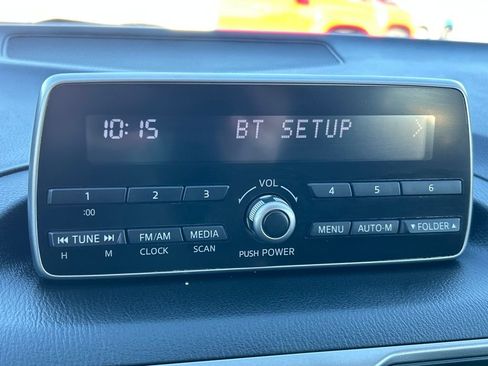 10:15 BT SETUP >
1 2 3 VOL 4 5 6
:00
⏮ TUNE ⏭ FM/AM MEDIA MENU AUTO-M ▼ FOLDER ▲
H M CLOCK SCAN PUSH POWER